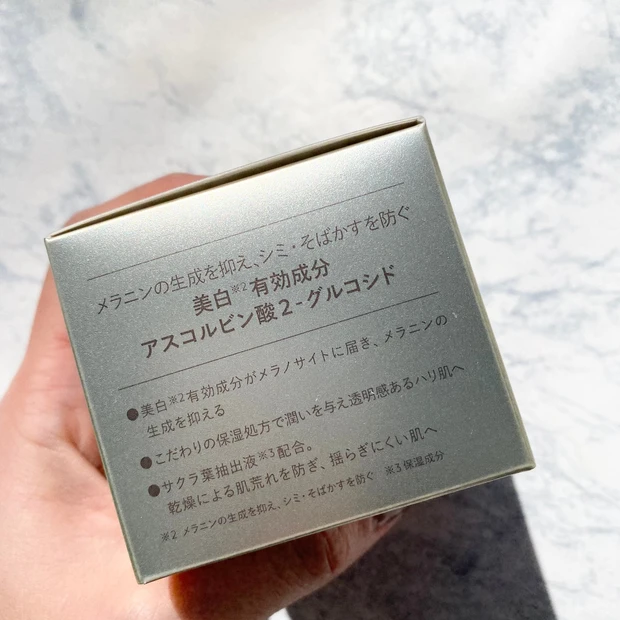 メラニンの生成を抑え、シミ・そばかすを防ぐ
美白※2有効成分
アスコルビン酸2-グルコシド
●美白※2有効成分がメラノサイトに届き、メラニンの
生成を抑える
●こだわりの保湿処方で潤いを与え透明感あるハリ肌へ
●サクラ葉抽出液※3配合。
乾燥による肌荒れを防ぎ、揺らぎにくい肌へ
※2 メラニンの生成を抑え、シミ・そばかすを防ぐ ※3 保湿成分